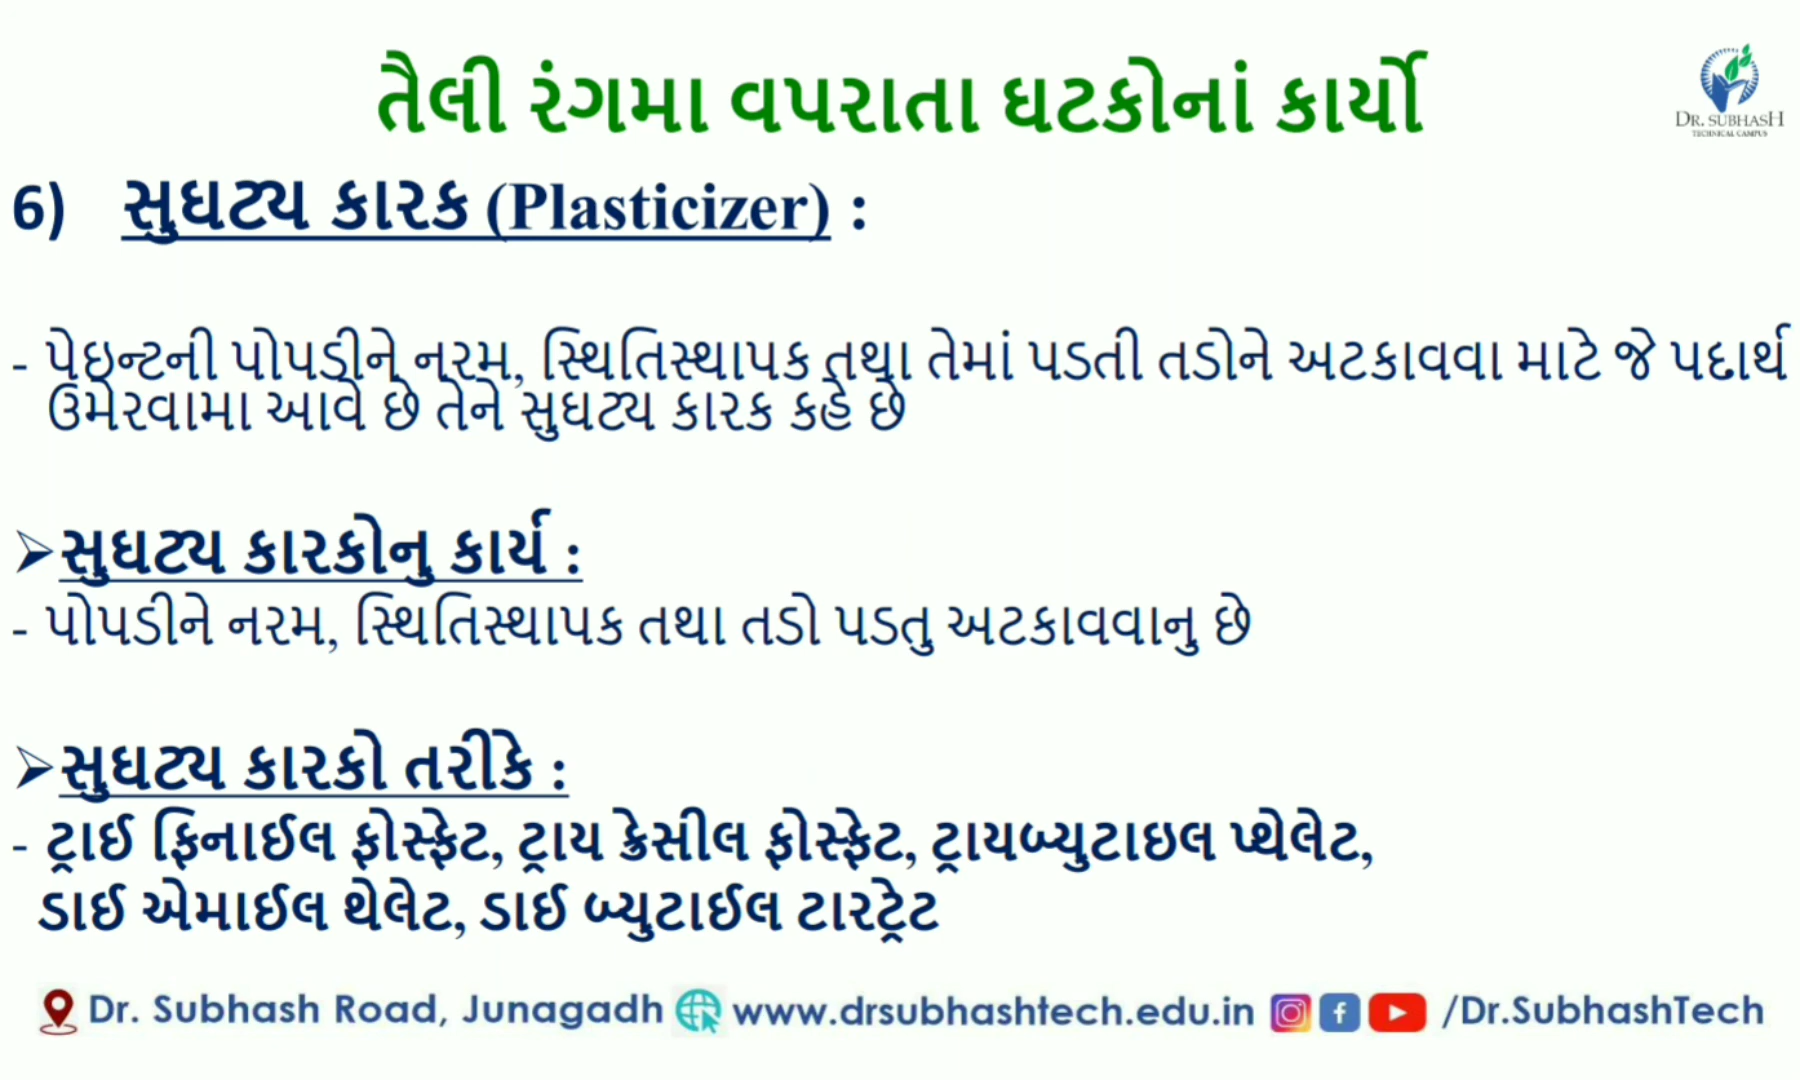 તૈલી રંગમા વપરાતા ઘટકોનાં કાર્યો
DR. SUBHASH
TECHNICAL CAMPUS
6) સુઘટ્ય કારક (Plasticizer) :
- પેઇન્ટની પોપડીને નરમ, સ્થિતિસ્થાપક તથા તેમાં પડતી તડોને અટકાવવા માટે જે પદાર્થ
ઉમેરવામા આવે છે તેને સુઘટ્ય કારક કહે છે
➢સુઘટ્ય કારકોનુ કાર્ય :
- પોપડીને નરમ, સ્થિતિસ્થાપક તથા તડો પડતુ અટકાવવાનુ છે
➢સુઘટ્ય કારકો તરીકે :
- ટ્રાઈ ફિનાઈલ ફોસ્ફેટ, ટ્રાય ક્રેસીલ ફોસ્ફેટ, ટ્રાયબ્યુટાઇલ પ્થેલેટ,
ડાઈ એમાઈલ થેલેટ, ડાઈ બ્યુટાઈલ ટારટ્રેટ
Dr. Subhash Road, Junagadh www.drsubhashtech.edu.in /Dr.SubhashTech